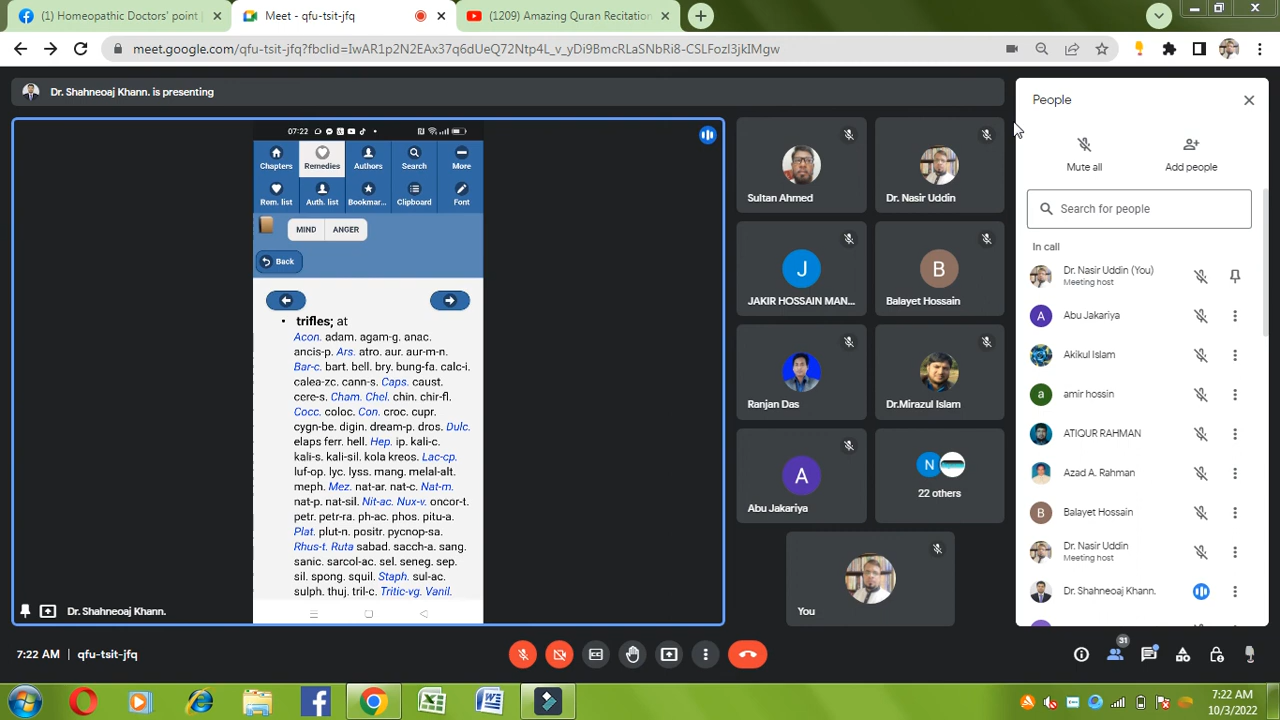 (1) Homeopathic Doctors' point |
Meet - qfu-tsit-jfq
(1209) Amazing Quran Recitation
meet.google.com/qfu-tsit-jfq?fbclid=IwAR1p2N2EAx37q6dUeQ72Nfp4L_v_yDi9BmcRLaSNbRi8-CSLFozI3jkIMgw
Dr. Shahneoaj Khann. is presenting
07:22
Chapters Remedies Authors Search More
Rem. list Auth. list Bookmar... Clipboard Font
MIND ANGER
Back
• trifles; at
Acon. adam. agam-g. anac.
ancis-p. Ars. atro. aur. aur-m-n.
Bar-c. bart. bell. bry. bung-fa. calc-i.
calea-zc. cann-s. Caps. caust.
cere-s. Cham. Chel. chin. chir-fl.
Cocc. coloc. Con. croc. cupr.
cygn-be. digin. dream-p. dros. Dulc.
elaps ferr. hell. Hep. ip. kali-c.
kali-s. kali-sil. kola kreos. Lac-cp.
luf-op. lyc. lyss. mang. melal-alt.
meph. Mez. nat-ar. nat-c. Nat-m.
nat-p. nat-sil. Nit-ac. Nux-v. oncor-t.
petr. petr-ra. ph-ac. phos. pitu-a.
Plat. plut-n. positr. pycnop-sa.
Rhus-t. Ruta sabad. sacch-a. sang.
sanic. sarcol-ac. sel. seneg. sep.
sil. spong. squil. Staph. sul-ac.
sulph. thuj. tril-c. Tritic-vg. Vanil.
Dr. Shahneoaj Khann.
Sultan Ahmed
Dr. Nasir Uddin
J
JAKIR HOSSAIN MAN...
B
Balayet Hossain
Ranjan Das
Dr.Mirazul Islam
A
Abu Jakariya
N
22 others
You
People
Mute all
Add people
Search for people
In call
Dr. Nasir Uddin (You)
Meeting host
A Abu Jakariya
Akikul Islam
a amir hossin
ATIQUR RAHMAN
Azad A. Rahman
B Balayet Hossain
Dr. Nasir Uddin
Meeting host
Dr. Shahneoaj Khann.
7:22 AM | qfu-tsit-jfq
31
7:22 AM
10/3/2022